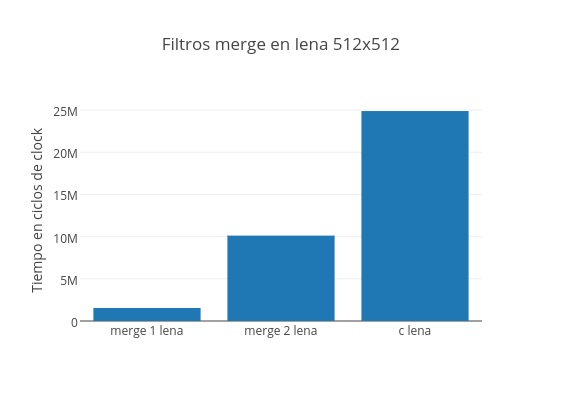 Filtros merge en lena 512x512
Tiempo en ciclos de clock
25M
20M
15M
10M
5M
0
merge 1 lena
merge 2 lena
c lena